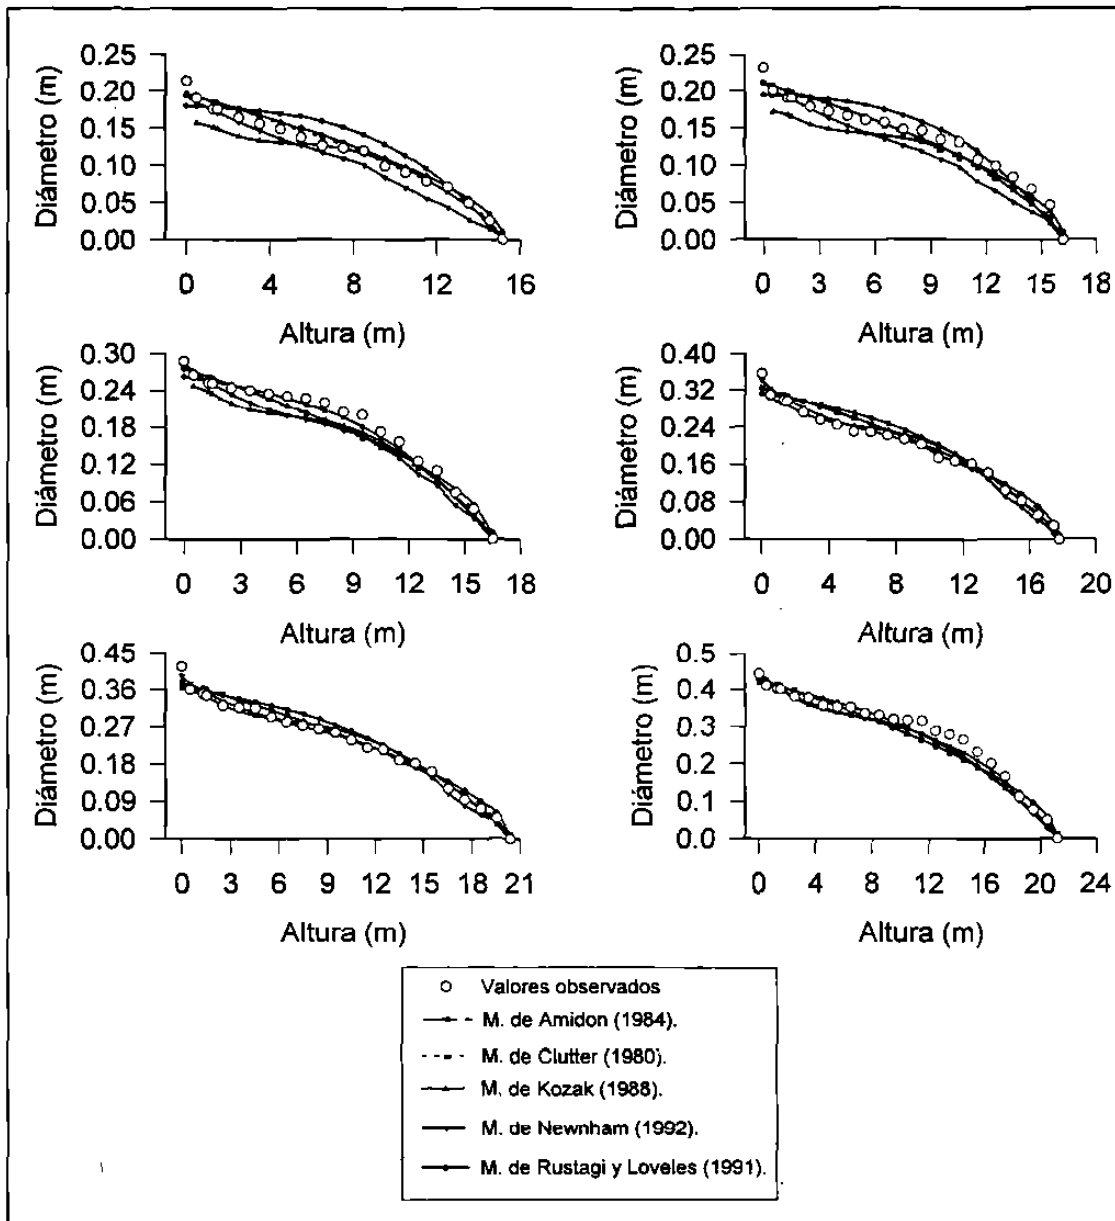 0.25
0.20
0.15
0.10
0.05
0.00
Diámetro (m)
0 4 8 12 16
Altura (m)
0.25
0.20
0.15
0.10
0.05
0.00
Diámetro (m)
0 3 6 9 12 15 18
Altura (m)
0.30
0.24
0.18
0.12
0.06
0.00
Diámetro (m)
0 3 6 9 12 15 18
Altura (m)
0.40
0.32
0.24
0.16
0.08
0.00
Diámetro (m)
0 4 8 12 16 20
Altura (m)
0.45
0.36
0.27
0.18
0.09
0.00
Diámetro (m)
0 3 6 9 12 15 18 21
Altura (m)
0.5
0.4
0.3
0.2
0.1
0.0
Diámetro (m)
0 4 8 12 16 20 24
Altura (m)
Valores observados
M. de Amidon (1984).
M. de Clutter (1980).
M. de Kozak (1988).
M. de Newnham (1992).
M. de Rustagi y Loveles (1991).